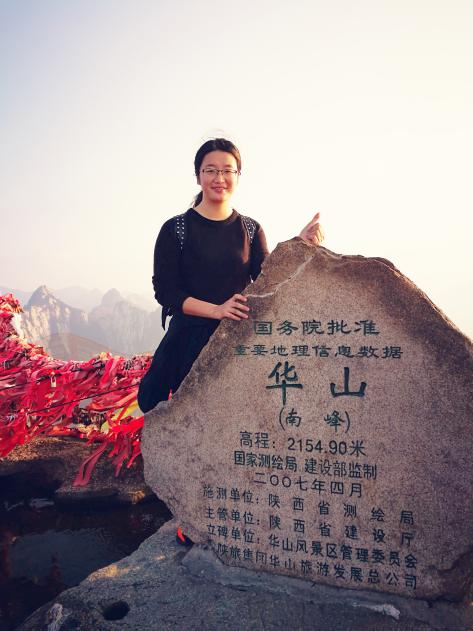 国务院批准
重要地理信息数据
华山
(南峰)
高程：2154.90米
国家测绘局 建设部监制
二〇〇七年四月
施测单位：陕西省测绘局
主管单位：陕西省建设厅
立碑单位：华山风景区管理委员会
陕旅集团华山旅游发展总公司